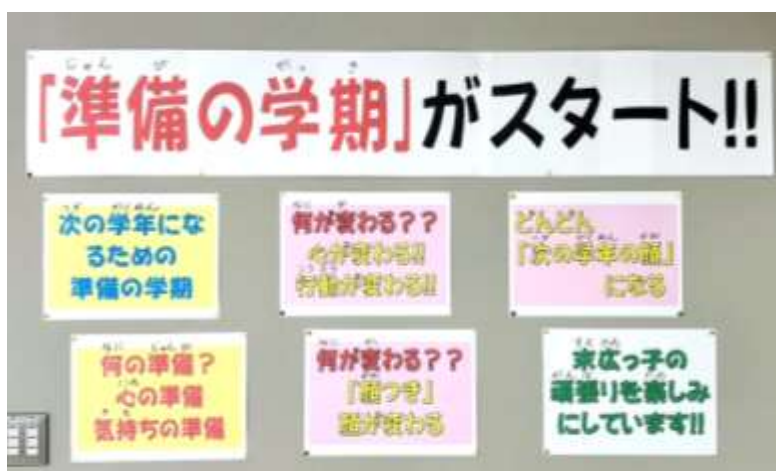 「準備の学期」がスタート!!
次の学年にな
るための
準備の学期
何が変わる??
心が変わる!!
行動が変わる!!
どんどん
「次の学年の顔」
になる
何の準備?
心の準備
気持ちの準備
何が変わる??
「顔つき」
顔が変わる
末広っ子の
頑張りを楽しみ
にしています!!